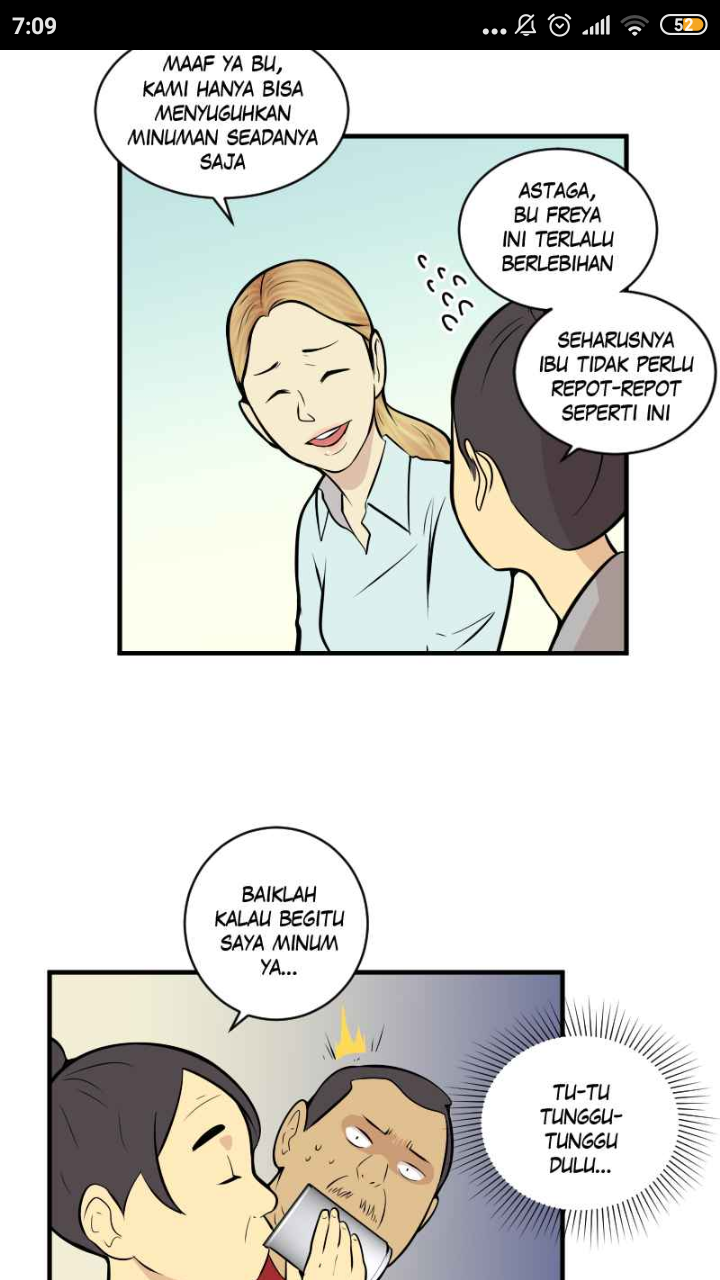 7:09
52
MAAF YA BU,
KAMI HANYA BISA
MENYUGUHKAN
MINUMAN SEADANYA
SAJA
ASTAGA,
BU FREYA
INI TERLALU
BERLEBIHAN
SEHARUSNYA
IBU TIDAK PERLU
REPOT-REPOT
SEPERTI INI
BAIKLAH
KALAU BEGITU
SAYA MINUM
YA...
TU-TU
TUNGGU-
TUNGGU
DULU...